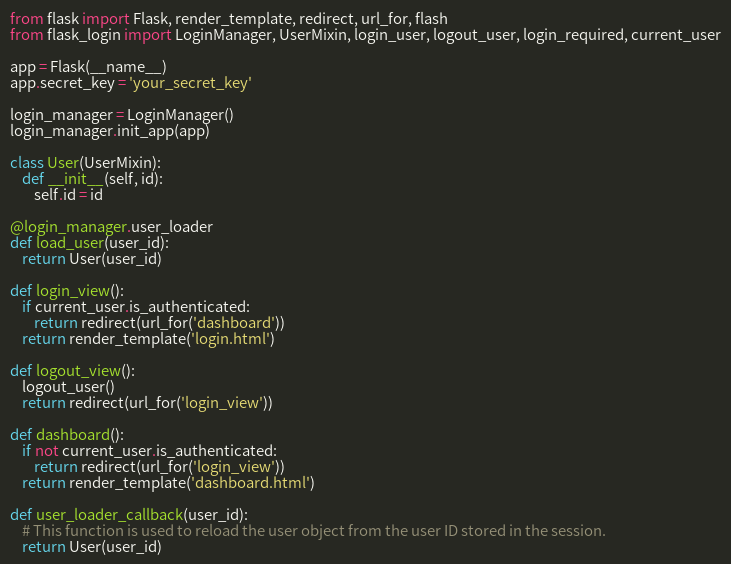 from flask import Flask, render_template, redirect, url_for, flash
from flask_login import LoginManager, UserMixin, login_user, logout_user, login_required, current_user

app = Flask(__name__)
app.secret_key = 'your_secret_key'

login_manager = LoginManager()
login_manager.init_app(app)

class User(UserMixin):
    def __init__(self, id):
        self.id = id

@login_manager.user_loader
def load_user(user_id):
    return User(user_id)

def login_view():
    if current_user.is_authenticated:
        return redirect(url_for('dashboard'))
    return render_template('login.html')

def logout_view():
    logout_user()
    return redirect(url_for('login_view'))

def dashboard():
    if not current_user.is_authenticated:
        return redirect(url_for('login_view'))
    return render_template('dashboard.html')

def user_loader_callback(user_id):
    # This function is used to reload the user object from the user ID stored in the session.
    return User(user_id)